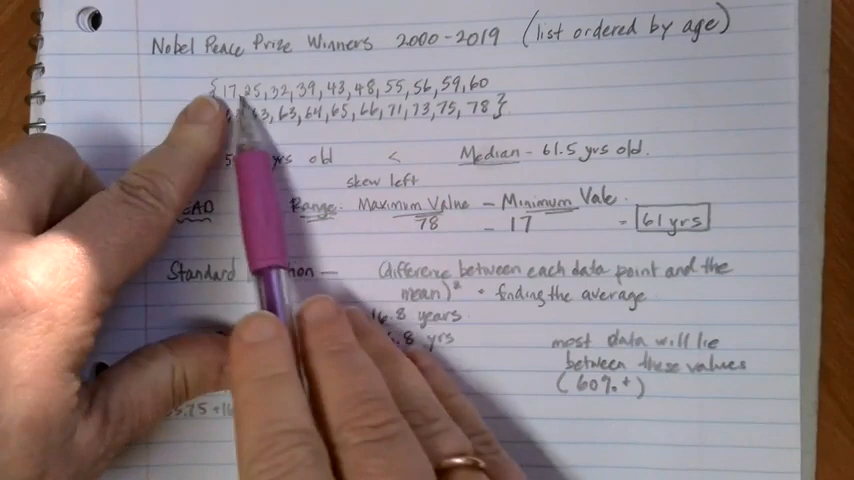 Nobel Peace Prize Winners 2000-2019 (list ordered by age)
{17,25,32,39,43,48,55,56,59,60
63,64,65,66,71,73,75,78}
yrs old < Median - 61.5 yrs old.
skew left
Range. Maximum Value - Minimum Value.
78 - 17 = 61 yrs
Standard — (difference between each data point and the
mean)² finding the average
16.8 years
.8 yrs most data will lie
between these values
(60%+)